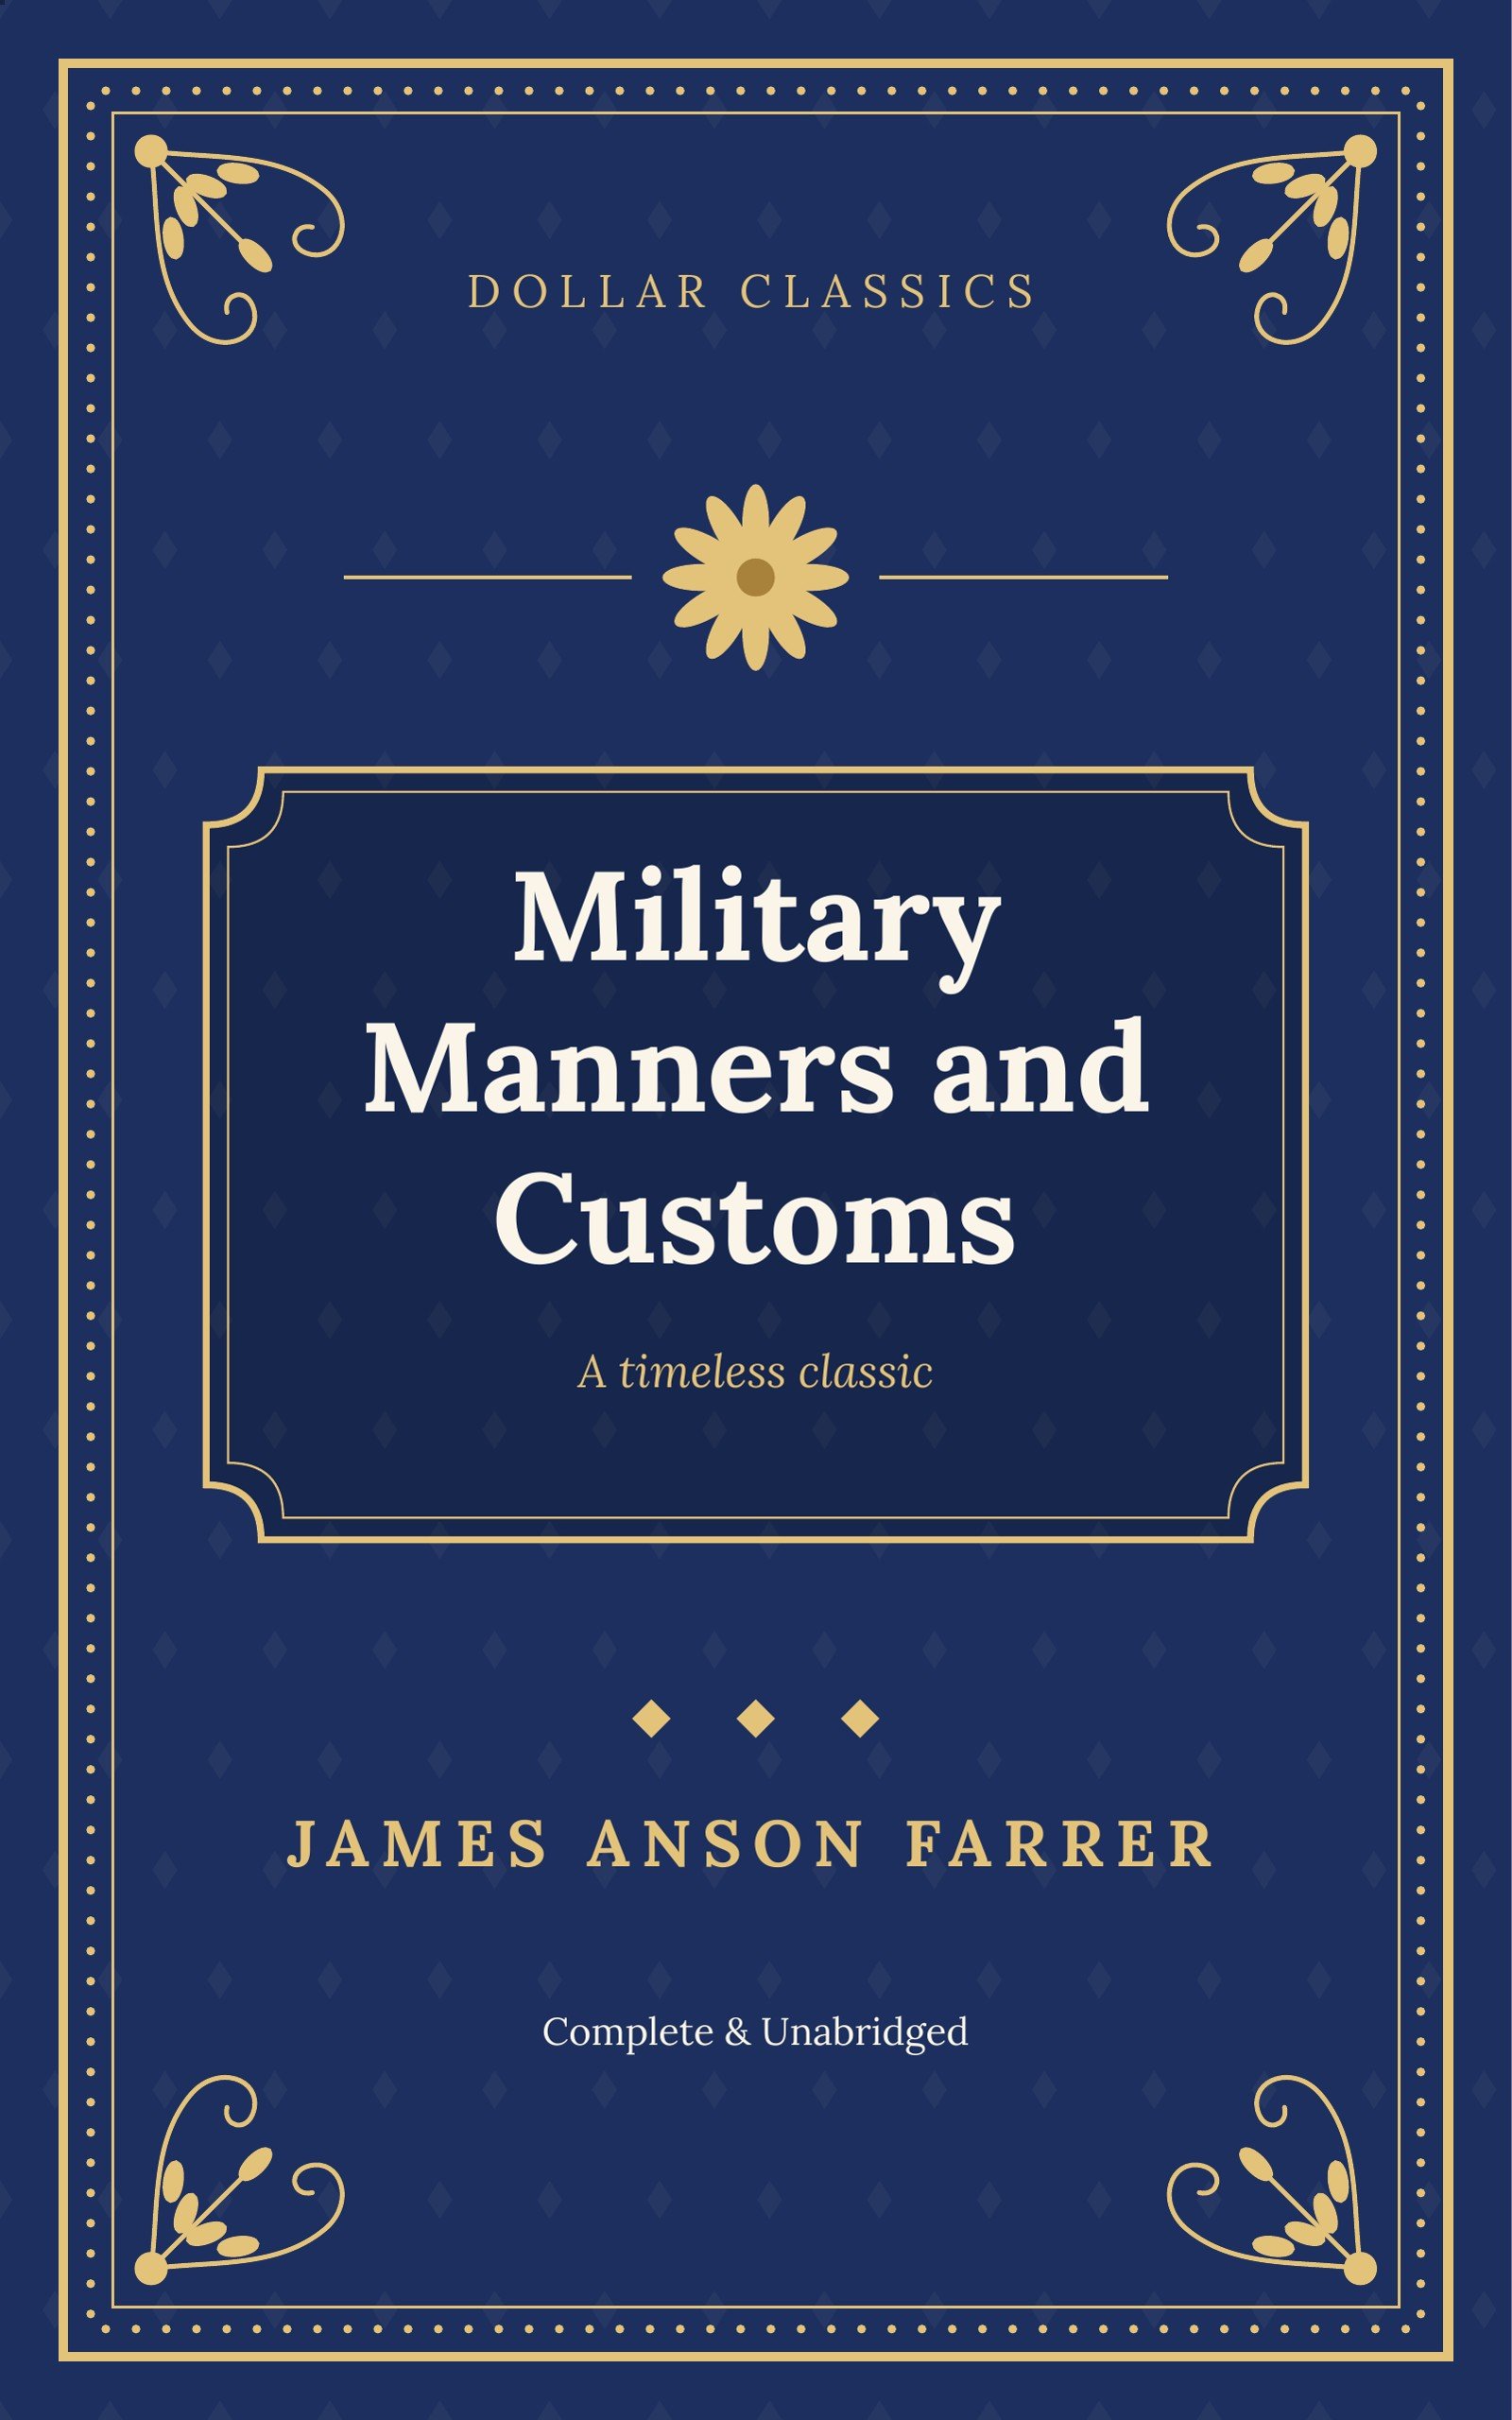 DOLLAR CLASSICS
Military
Manners and
Customs
A timeless classic
JAMES ANSON FARRER
Complete & Unabridged